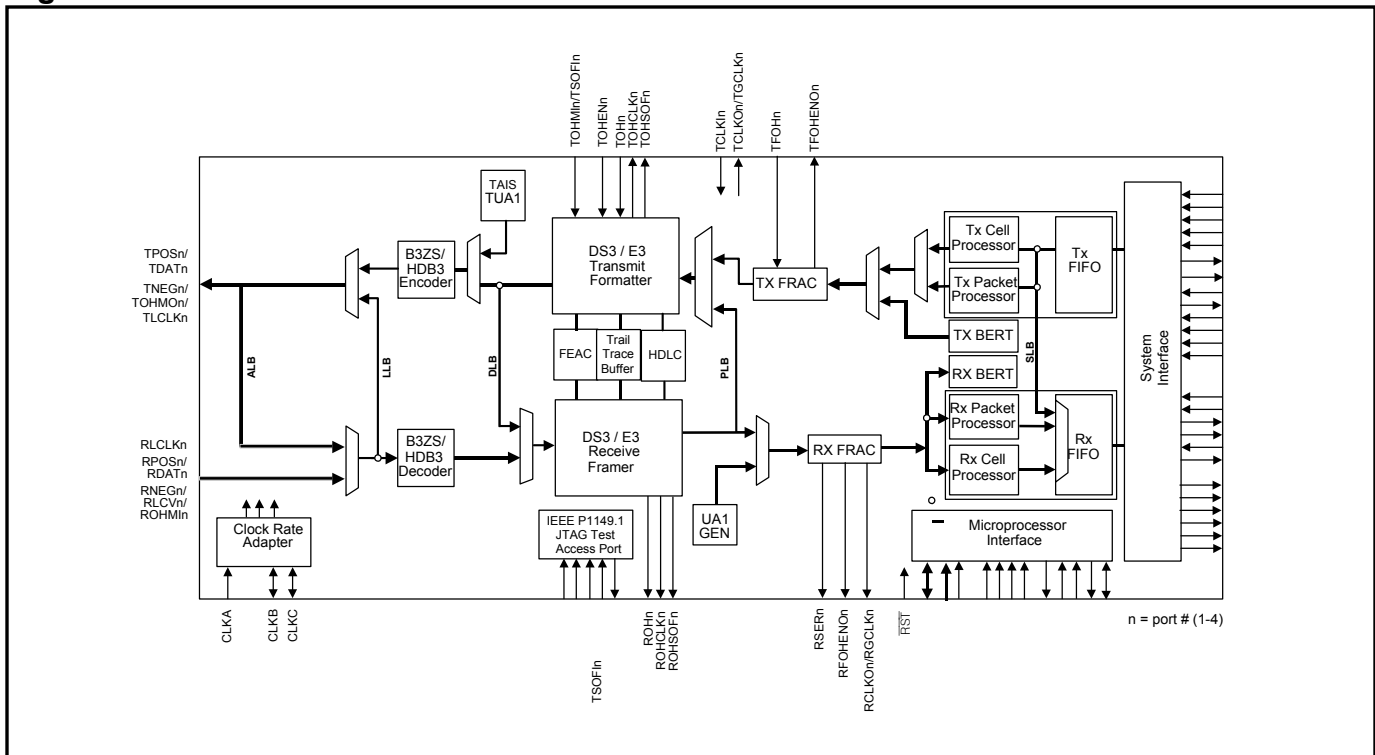 TOHMIn/TSOFIn
TOHENn
TOHn
TOHCLKn
TOHSOFn
TCLKIn
TCLKOn/TGCLKn
TFOHn
TFOHENOn
TAIS
TUA1
TPOSn/
TDATn
TNEGn/
TOHMOn/
TLCLKn
B3ZS/
HDB3
Encoder
DS3 / E3
Transmit
Formatter
TX FRAC
Tx Cell
Processor
Tx Packet
Processor
Tx
FIFO
TX BERT
System
Interface
ALB
LLB
DLB
FEAC
Trail
Trace
Buffer
HDLC
PLB
SLB
RX BERT
RLCLKn
RPOSn/
RDATn
RNEGn/
RLCVn/
ROHMIn
B3ZS/
HDB3
Decoder
DS3 / E3
Receive
Framer
UA1
GEN
RX FRAC
Rx Packet
Processor
Rx Cell
Processor
Rx
FIFO
Clock Rate
Adapter
IEEE P1149.1
JTAG Test
Access Port
Microprocessor
Interface
CLKA
CLKB
CLKC
TSOFIn
ROHn
ROHCLKn
ROHSOFn
RSERn
RFOHENOn
RCLKOn/RGCLKn
RST
n = port # (1-4)